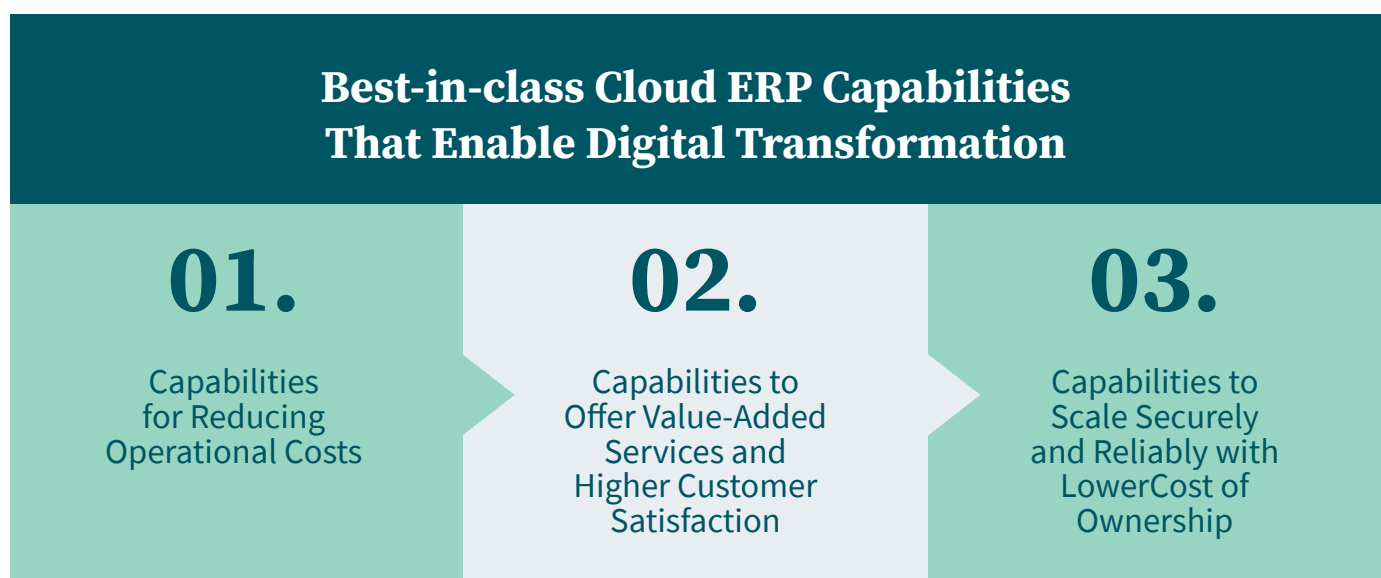 Best-in-class Cloud ERP Capabilities
That Enable Digital Transformation
01.
Capabilities
for Reducing
Operational Costs
02.
Capabilities to
Offer Value-Added
Services and
Higher Customer
Satisfaction
03.
Capabilities to
Scale Securely
and Reliably with
LowerCost of
Ownership